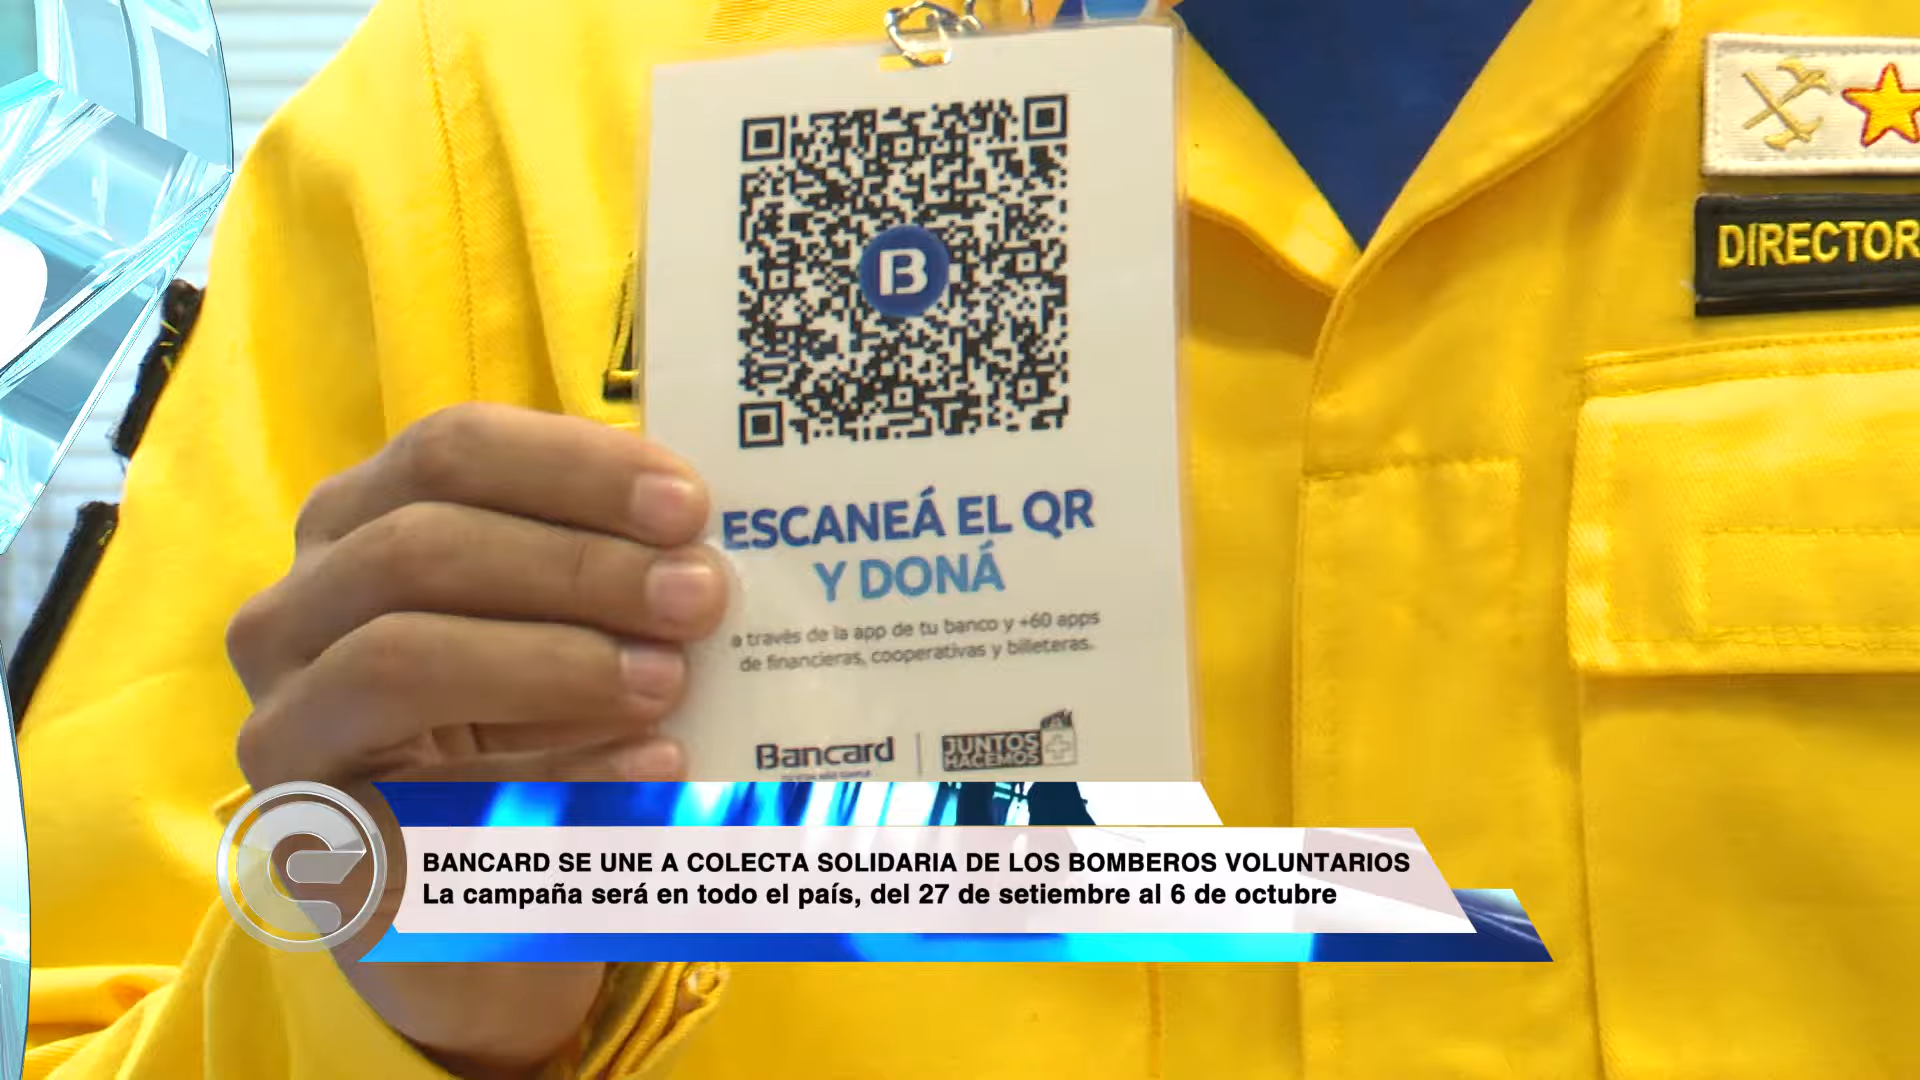 DIRECTOR
B
ESCANEÁ EL QR
Y DONÁ
a través de la app de tu banco y +60 apps
de financieras, cooperativas y billeteras.
Bancard
JUNTOS
HACEMOS
BANCARD SE UNE A COLECTA SOLIDARIA DE LOS BOMBEROS VOLUNTARIOS
La campaña será en todo el país, del 27 de setiembre al 6 de octubre